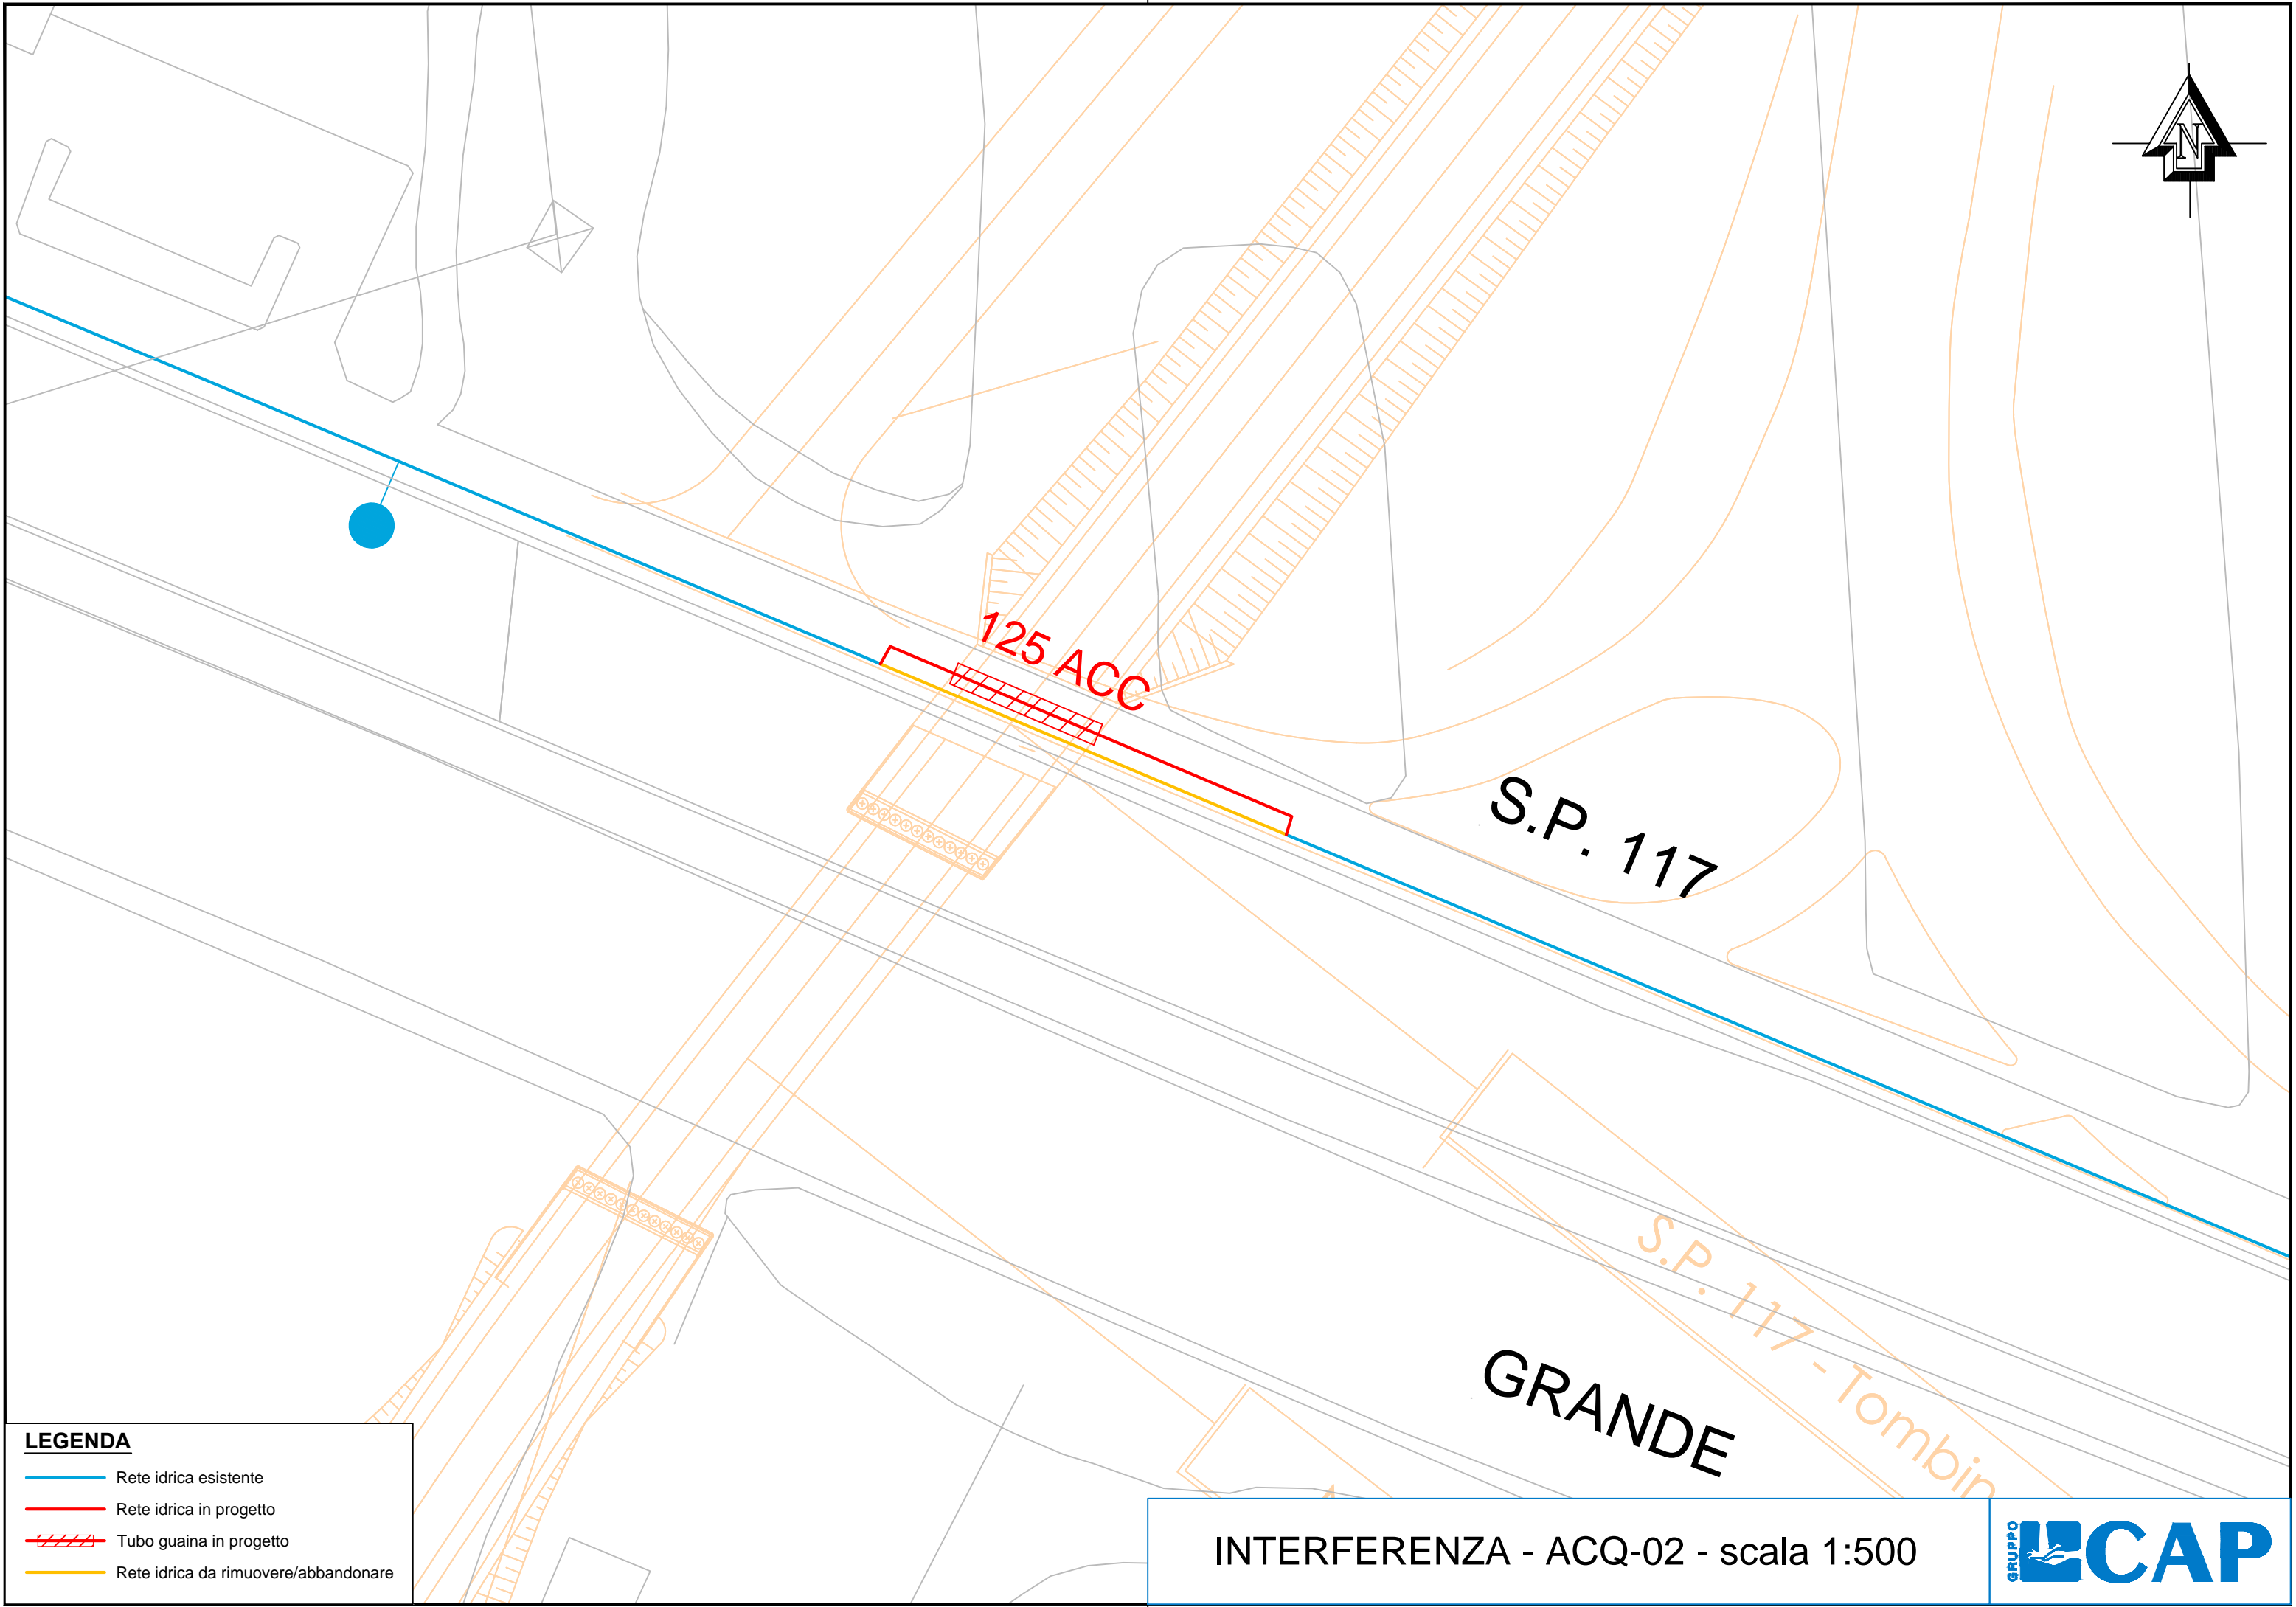 N
125 ACC
S.P. 117
S.P. 117 - Tombin
GRANDE
LEGENDA
Rete idrica esistente
Rete idrica in progetto
Tubo guaina in progetto
Rete idrica da rimuovere/abbandonare
INTERFERENZA - ACQ-02 - scala 1:500
GRUPPO
CAP